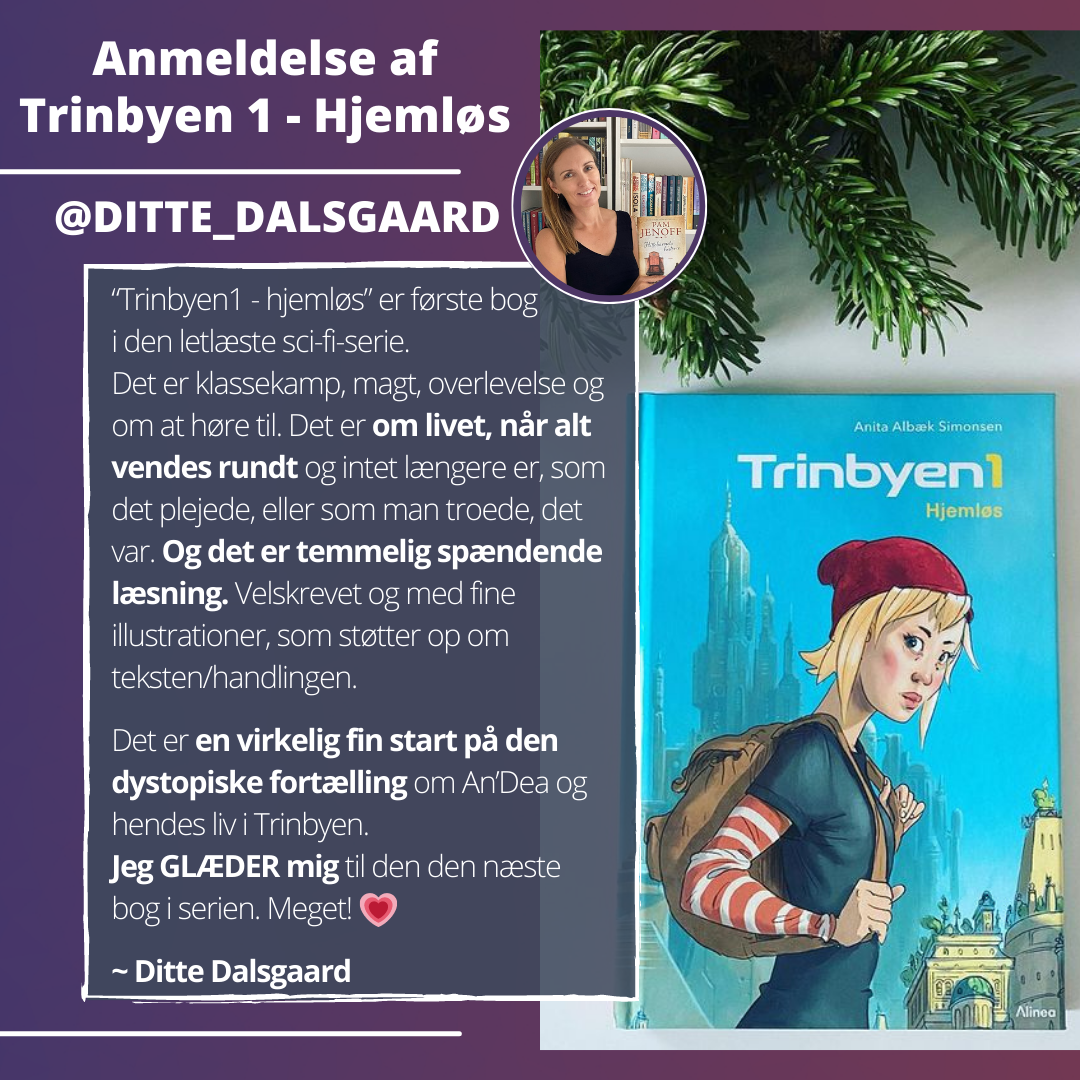 Anmeldelse af
Trinbyen 1 - Hjemløs
@DITTE_DALSGAARD
PAM
JENOFF
ISOLA
“Trinbyen1 - hjemløs” er første bog
i den letlæste sci-fi-serie.
Det er klassekamp, magt, overlevelse og
om at høre til. Det er om livet, når alt
vendes rundt og intet længere er, som
det plejede, eller som man troede, det
var. Og det er temmelig spændende
læsning. Velskrevet og med fine
illustrationer, som støtter op om
teksten/handlingen.
Det er en virkelig fin start på den
dystopiske fortælling om An’Dea og
hendes liv i Trinbyen.
Jeg GLÆDER mig til den den næste
bog i serien. Meget!
~ Ditte Dalsgaard
Anita Albæk Simonsen
Trinbyen1
Hjemløs
Alinea